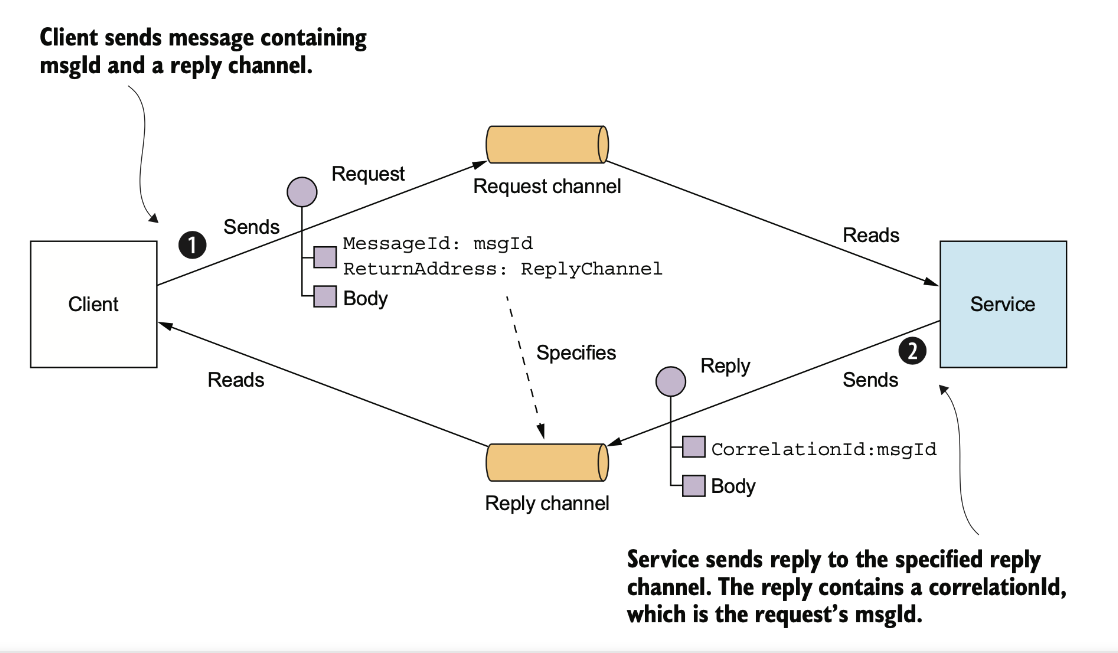 Client sends message containing
msgId and a reply channel.
Request
Request channel
Sends
1
MessageId: msgId
ReturnAddress: ReplyChannel
Body
Reads
Client
Service
Specifies
2
Reply
Sends
Reads
CorrelationId:msgId
Body
Reply channel
Service sends reply to the specified reply
channel. The reply contains a correlationId,
which is the request's msgId.